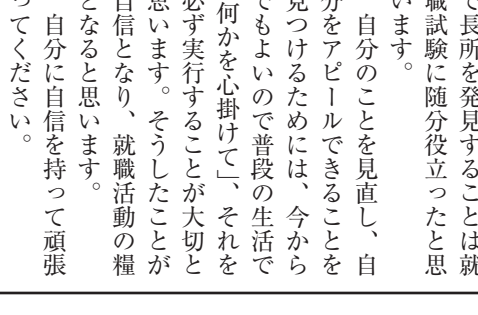 で長所を発見することは就
職試験に随分役立ったと思
います。
自分のことを見直し、自
分をアピールできることを
見つけるためには、今から
でもよいので普段の生活で
何かを心掛けて」、それを
必ず実行することが大切と
思います。そうしたことが
自信となり、就職活動の糧
となると思います。
自分に自信を持って頑張
ってください。